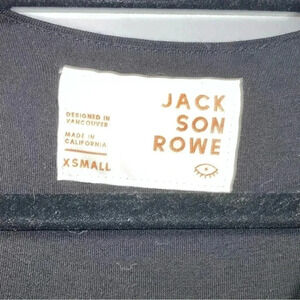 JACK
SON
ROWE
DESIGNED IN
VANCOUVER
MADE IN
CALIFORNIA
XSMALL